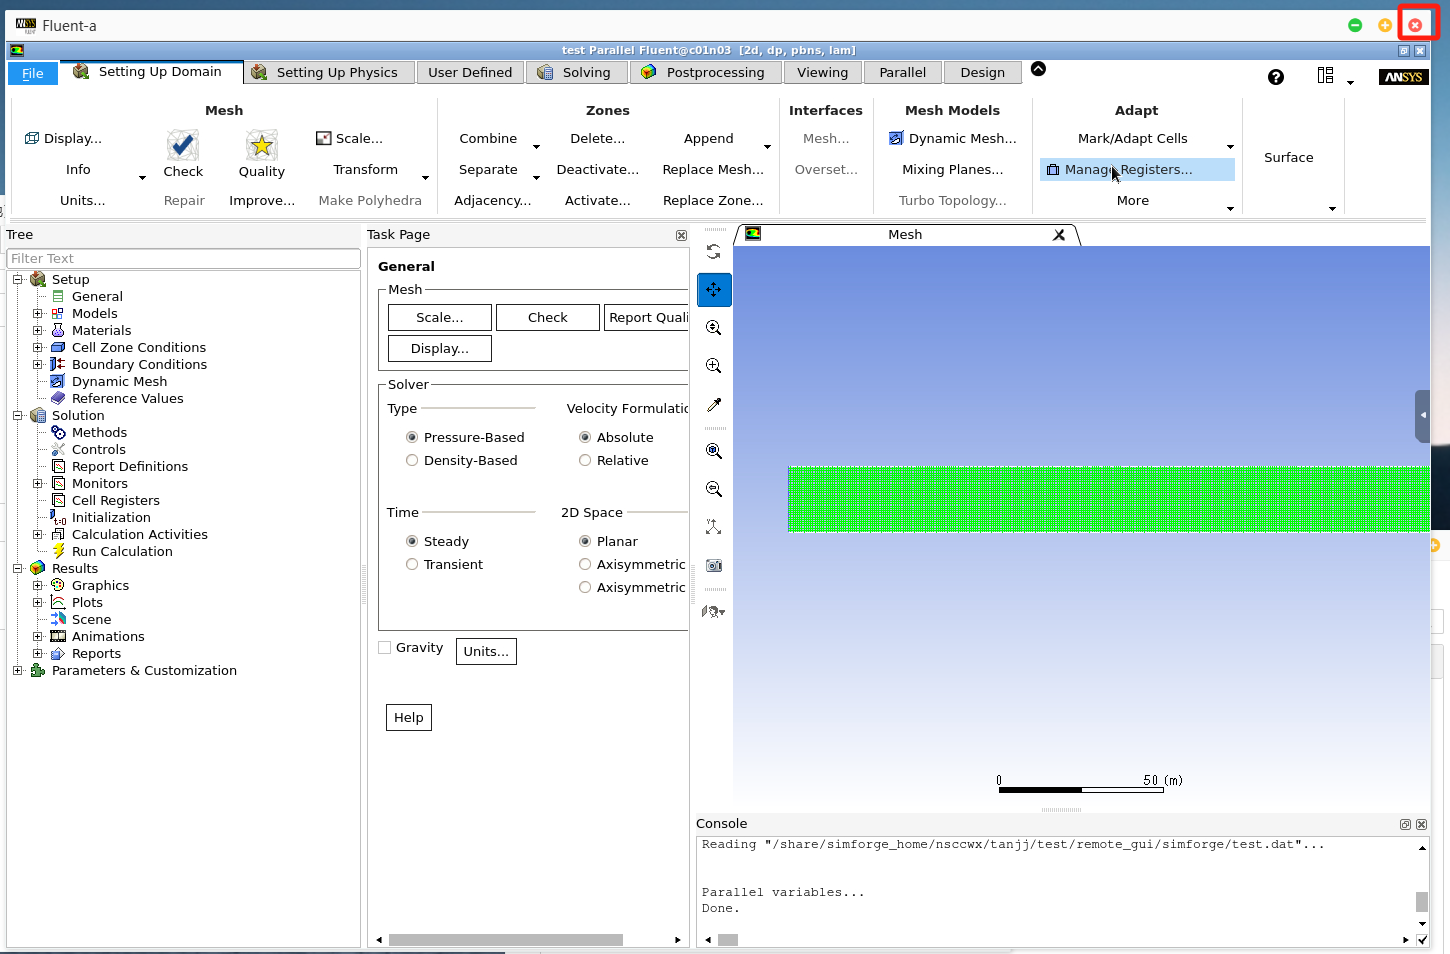 Fluent-a
test Parallel Fluent@c01n03 [2d, dp, pbns, lam]
File Setting Up Domain Setting Up Physics User Defined Solving Postprocessing Viewing Parallel Design ANSYS
Mesh Zones Interfaces Mesh Models Adapt
Display... Scale... Combine Delete... Append Mesh... Dynamic Mesh... Mark/Adapt Cells
Surface
Info Check Quality Transform Separate Deactivate... Replace Mesh... Overset... Mixing Planes... Manage Registers...
Units... Repair Improve... Make Polyhedra Adjacency... Activate... Replace Zone... Turbo Topology... More
Tree
Filter Text
Setup
General
Models
Materials
Cell Zone Conditions
Boundary Conditions
Dynamic Mesh
Reference Values
Solution
Methods
Controls
Report Definitions
Monitors
Cell Registers
Initialization
Calculation Activities
Run Calculation
Results
Graphics
Plots
Scene
Animations
Reports
Parameters & Customization
Task Page
General
Mesh
Scale... Check Report Quali
Display...
Solver
Type Velocity Formulatio
Pressure-Based Absolute
Density-Based Relative
Time 2D Space
Steady Planar
Transient Axisymmetric
Axisymmetric
Gravity Units...
Help
Mesh
0 50 (m)
Console
Reading "/share/simforge_home/nsccwx/tanjj/test/remote_gui/simforge/test.dat"...
Parallel variables...
Done.